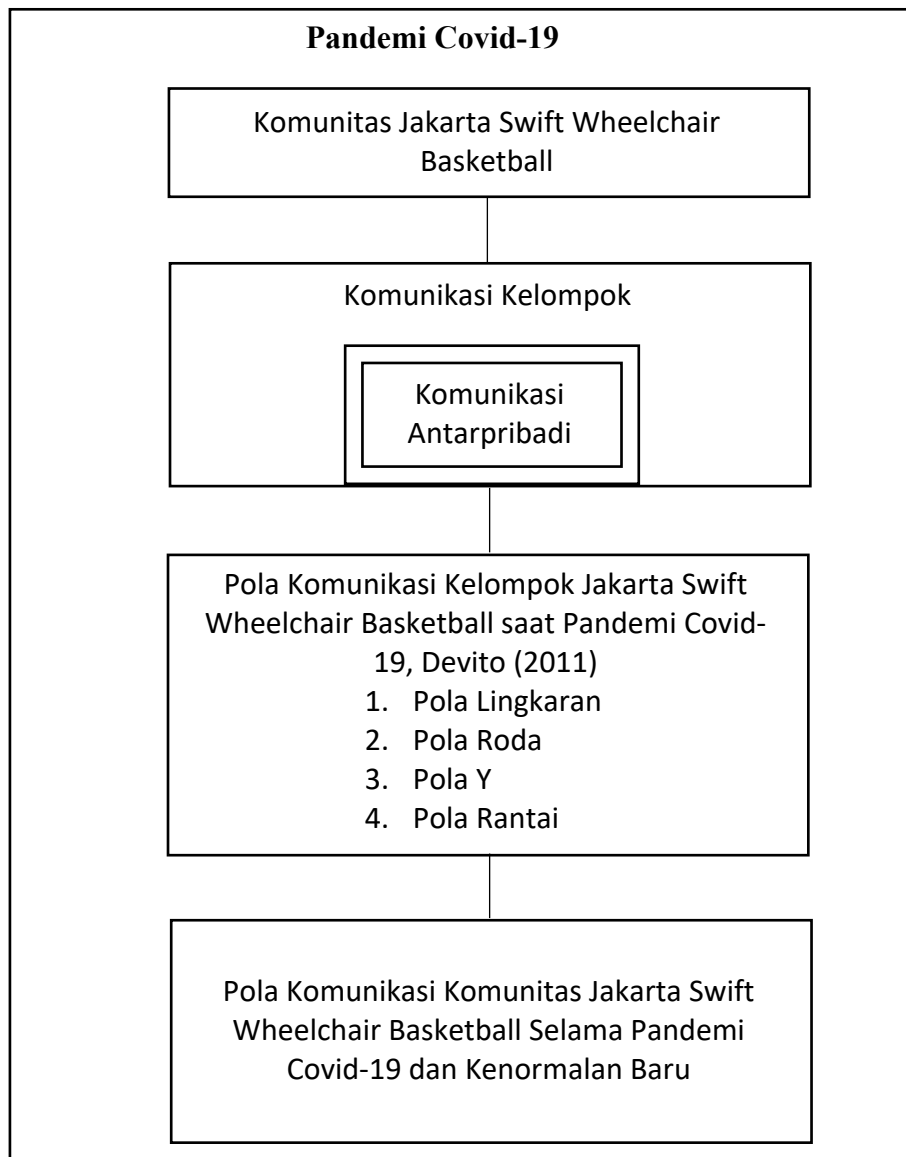 Pandemi Covid-19
Komunitas Jakarta Swift Wheelchair
Basketball
Komunikasi Kelompok
Komunikasi
Antarpribadi
Pola Komunikasi Kelompok Jakarta Swift
Wheelchair Basketball saat Pandemi Covid-
19, Devito (2011)
1. Pola Lingkaran
2. Pola Roda
3. Pola Y
4. Pola Rantai
Pola Komunikasi Komunitas Jakarta Swift
Wheelchair Basketball Selama Pandemi
Covid-19 dan Kenormalan Baru